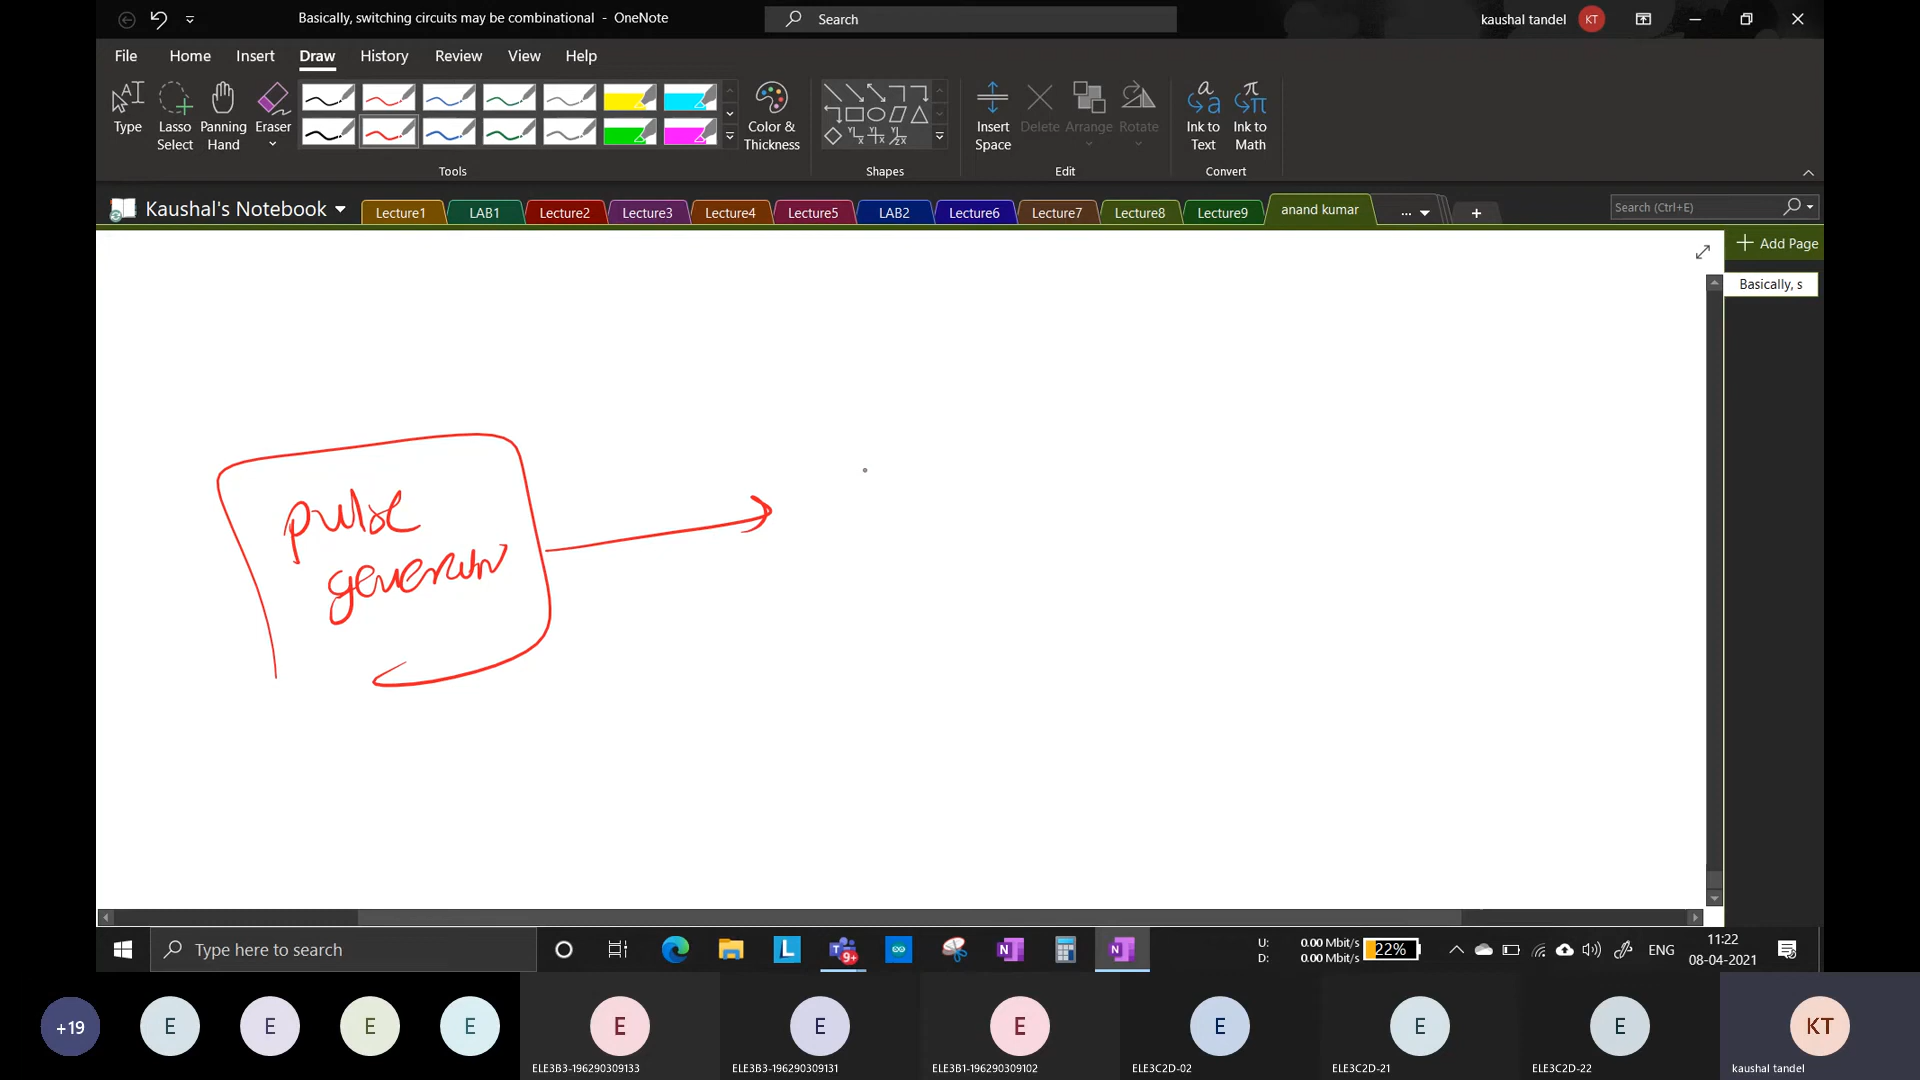 Basically, switching circuits may be combinational - OneNote
Search
kaushal tandel
KT
File
Home
Insert
Draw
History
Review
View
Help
Type
Lasso Select
Panning Hand
Eraser
Color & Thickness
Insert Space
Delete
Arrange
Rotate
Ink to Text
Ink to Math
Tools
Shapes
Edit
Convert
Kaushal's Notebook
Lecture1
LAB1
Lecture2
Lecture3
Lecture4
Lecture5
LAB2
Lecture6
Lecture7
Lecture8
Lecture9
anand kumar
...
Search (Ctrl+E)
Add Page
Basically, s
pulse
generator
Type here to search
U: 0.00 Mbit/s
D: 0.00 Mbit/s
22%
ENG
11:22
08-04-2021
9+
+19
E
E
E
E
E
ELE3B3-196290309133
E
ELE3B3-196290309131
E
ELE3B1-196290309102
E
ELE3C2D-02
E
ELE3C2D-21
E
ELE3C2D-22
KT
kaushal tandel